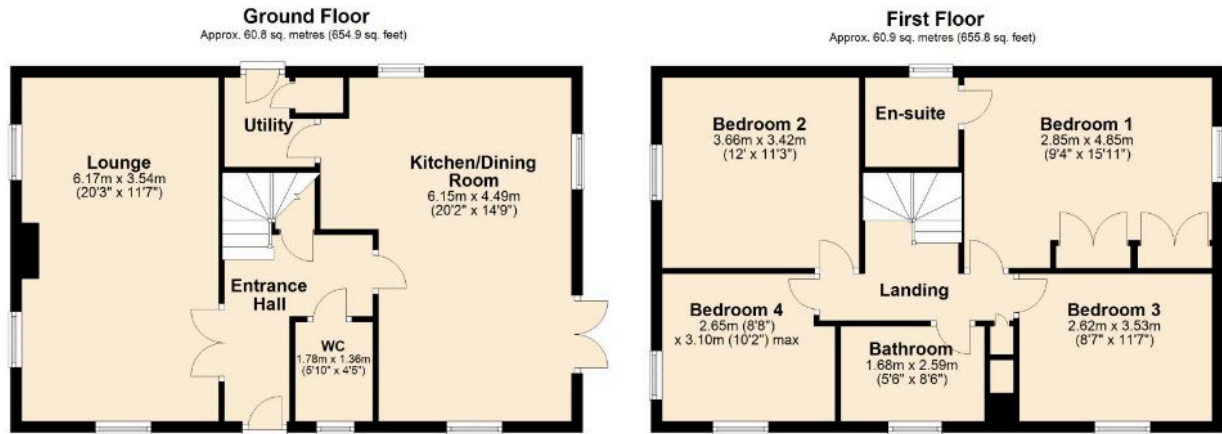 Ground Floor
Approx. 60.8 sq. metres (654.9 sq. feet)
Utility
Lounge
6.17m x 3.54m
(20'3" x 11'7")
Kitchen/Dining
Room
6.15m x 4.49m
(20'2" x 14'9")
Entrance
Hall
WC
1.78m x 1.36m
(5'10" x 4'5")
First Floor
Approx. 60.9 sq. metres (655.8 sq. feet)
Bedroom 2
3.66m x 3.42m
(12' x 11'3")
En-suite
Bedroom 1
2.85m x 4.85m
(9'4" x 15'11")
Landing
Bedroom 4
2.65m (8'8")
x 3.10m (10'2") max
Bathroom
1.68m x 2.59m
(5'6" x 8'6")
Bedroom 3
2.62m x 3.53m
(8'7" x 11'7")